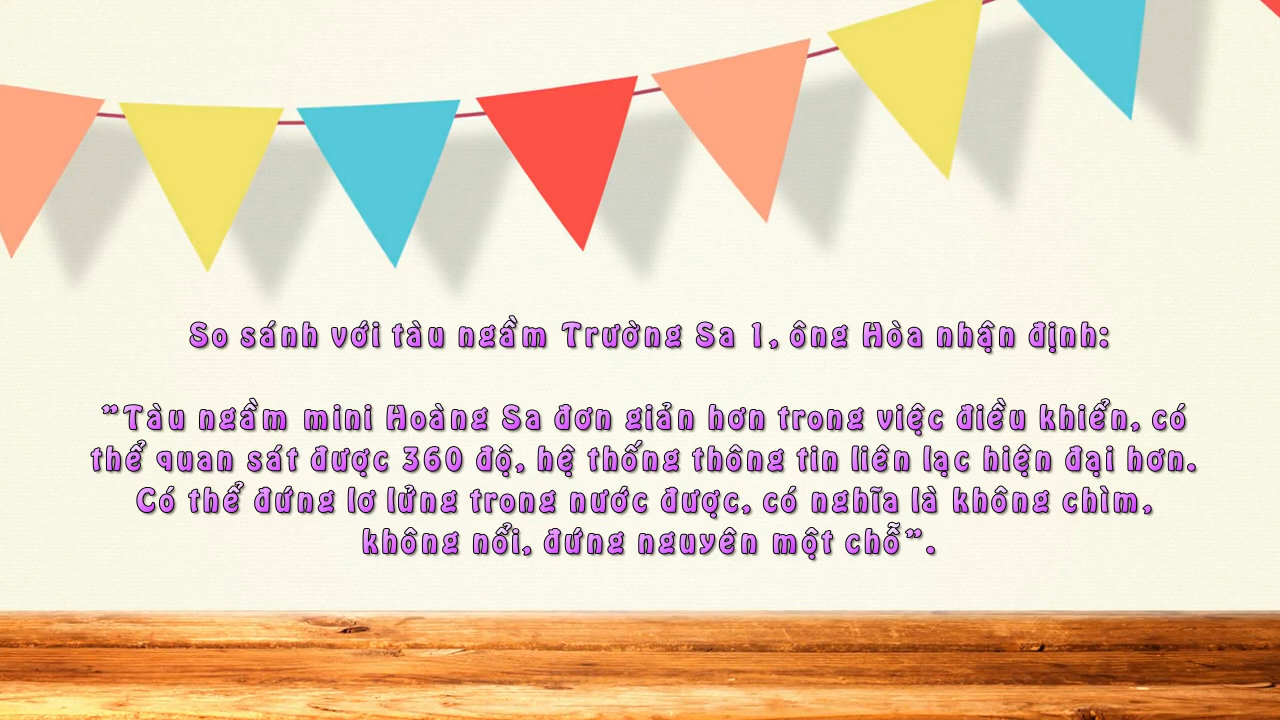 So sánh với tàu ngầm Trường Sa 1, ông Hòa nhận định:
"Tàu ngầm mini Hoàng Sa đơn giản hơn trong việc điều khiển, có
thể quan sát được 360 độ, hệ thống thông tin liên lạc hiện đại hơn.
Có thể đứng lơ lửng trong nước được, có nghĩa là không chìm,
không nổi, đứng nguyên một chỗ".